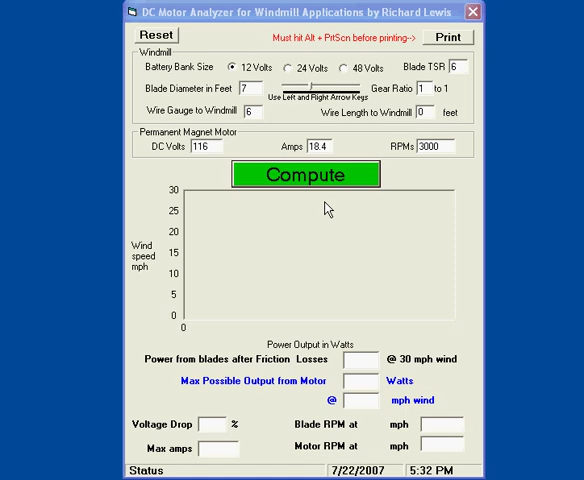 DC Motor Analyzer for Windmill Applications by Richard Lewis
Reset Must hit Alt + PrtScn before printing--> Print
Windmill
Battery Bank Size 12 Volts 24 Volts 48 Volts Blade TSR 6
Blade Diameter in Feet 7 Gear Ratio 1 to 1
Use Left and Right Arrow Keys
Wire Gauge to Windmill 6 Wire Length to Windmill 0 feet
Permanent Magnet Motor
DC Volts 116 Amps 18.4 RPMs 3000
Compute
30
25
20
Wind speed mph
15
10
5
0
0
Power Output in Watts
Power from blades after Friction Losses @ 30 mph wind
Max Possible Output from Motor Watts
@ mph wind
Voltage Drop % Blade RPM at mph
Max amps Motor RPM at mph
Status 7/22/2007 5:32 PM